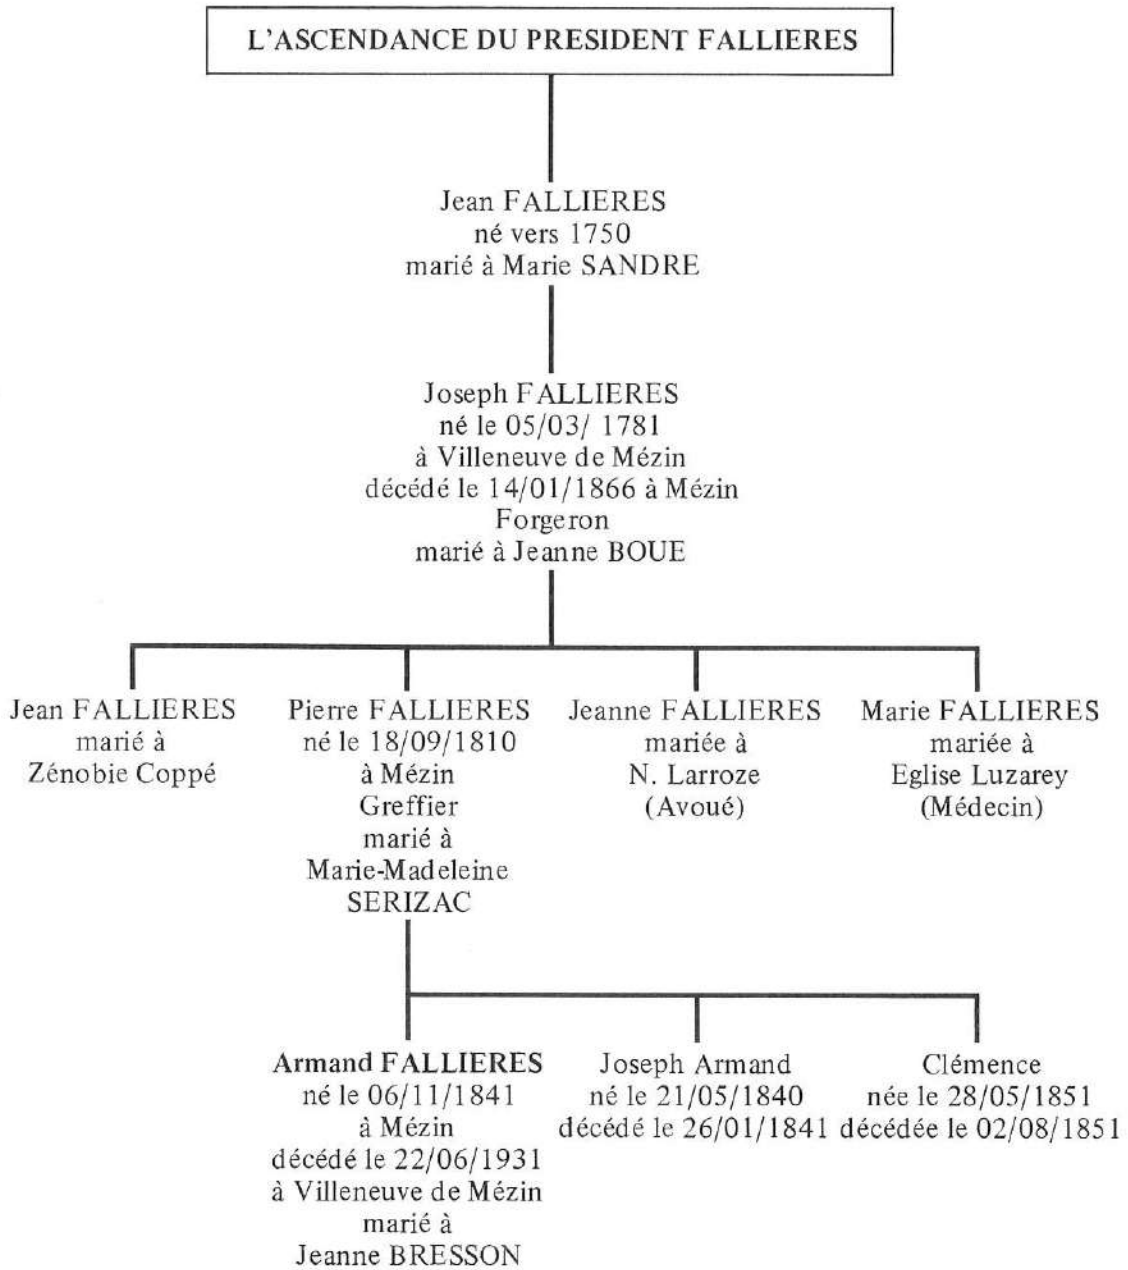 L'ASCENDANCE DU PRESIDENT FALLIERES
Jean FALLIERES
né vers 1750
marié à Marie SANDRE
Joseph FALLIERES
né le 05/03/ 1781
à Villeneuve de Mézin
décédé le 14/01/1866 à Mézin
Forgeron
marié à Jeanne BOUE
Jean FALLIERES
marié à
Zénobie Coppé
Pierre FALLIERES
né le 18/09/1810
à Mézin
Greffier
marié à
Marie-Madeleine
SERIZAC
Jeanne FALLIERES
mariée à
N. Larroze
(Avoué)
Marie FALLIERES
mariée à
Eglise Luzarey
(Médecin)
Armand FALLIERES
né le 06/11/1841
à Mézin
décédé le 22/06/1931
à Villeneuve de Mézin
marié à
Jeanne BRESSON
Joseph Armand
né le 21/05/1840
décédé le 26/01/1841
Clémence
née le 28/05/1851
décédée le 02/08/1851